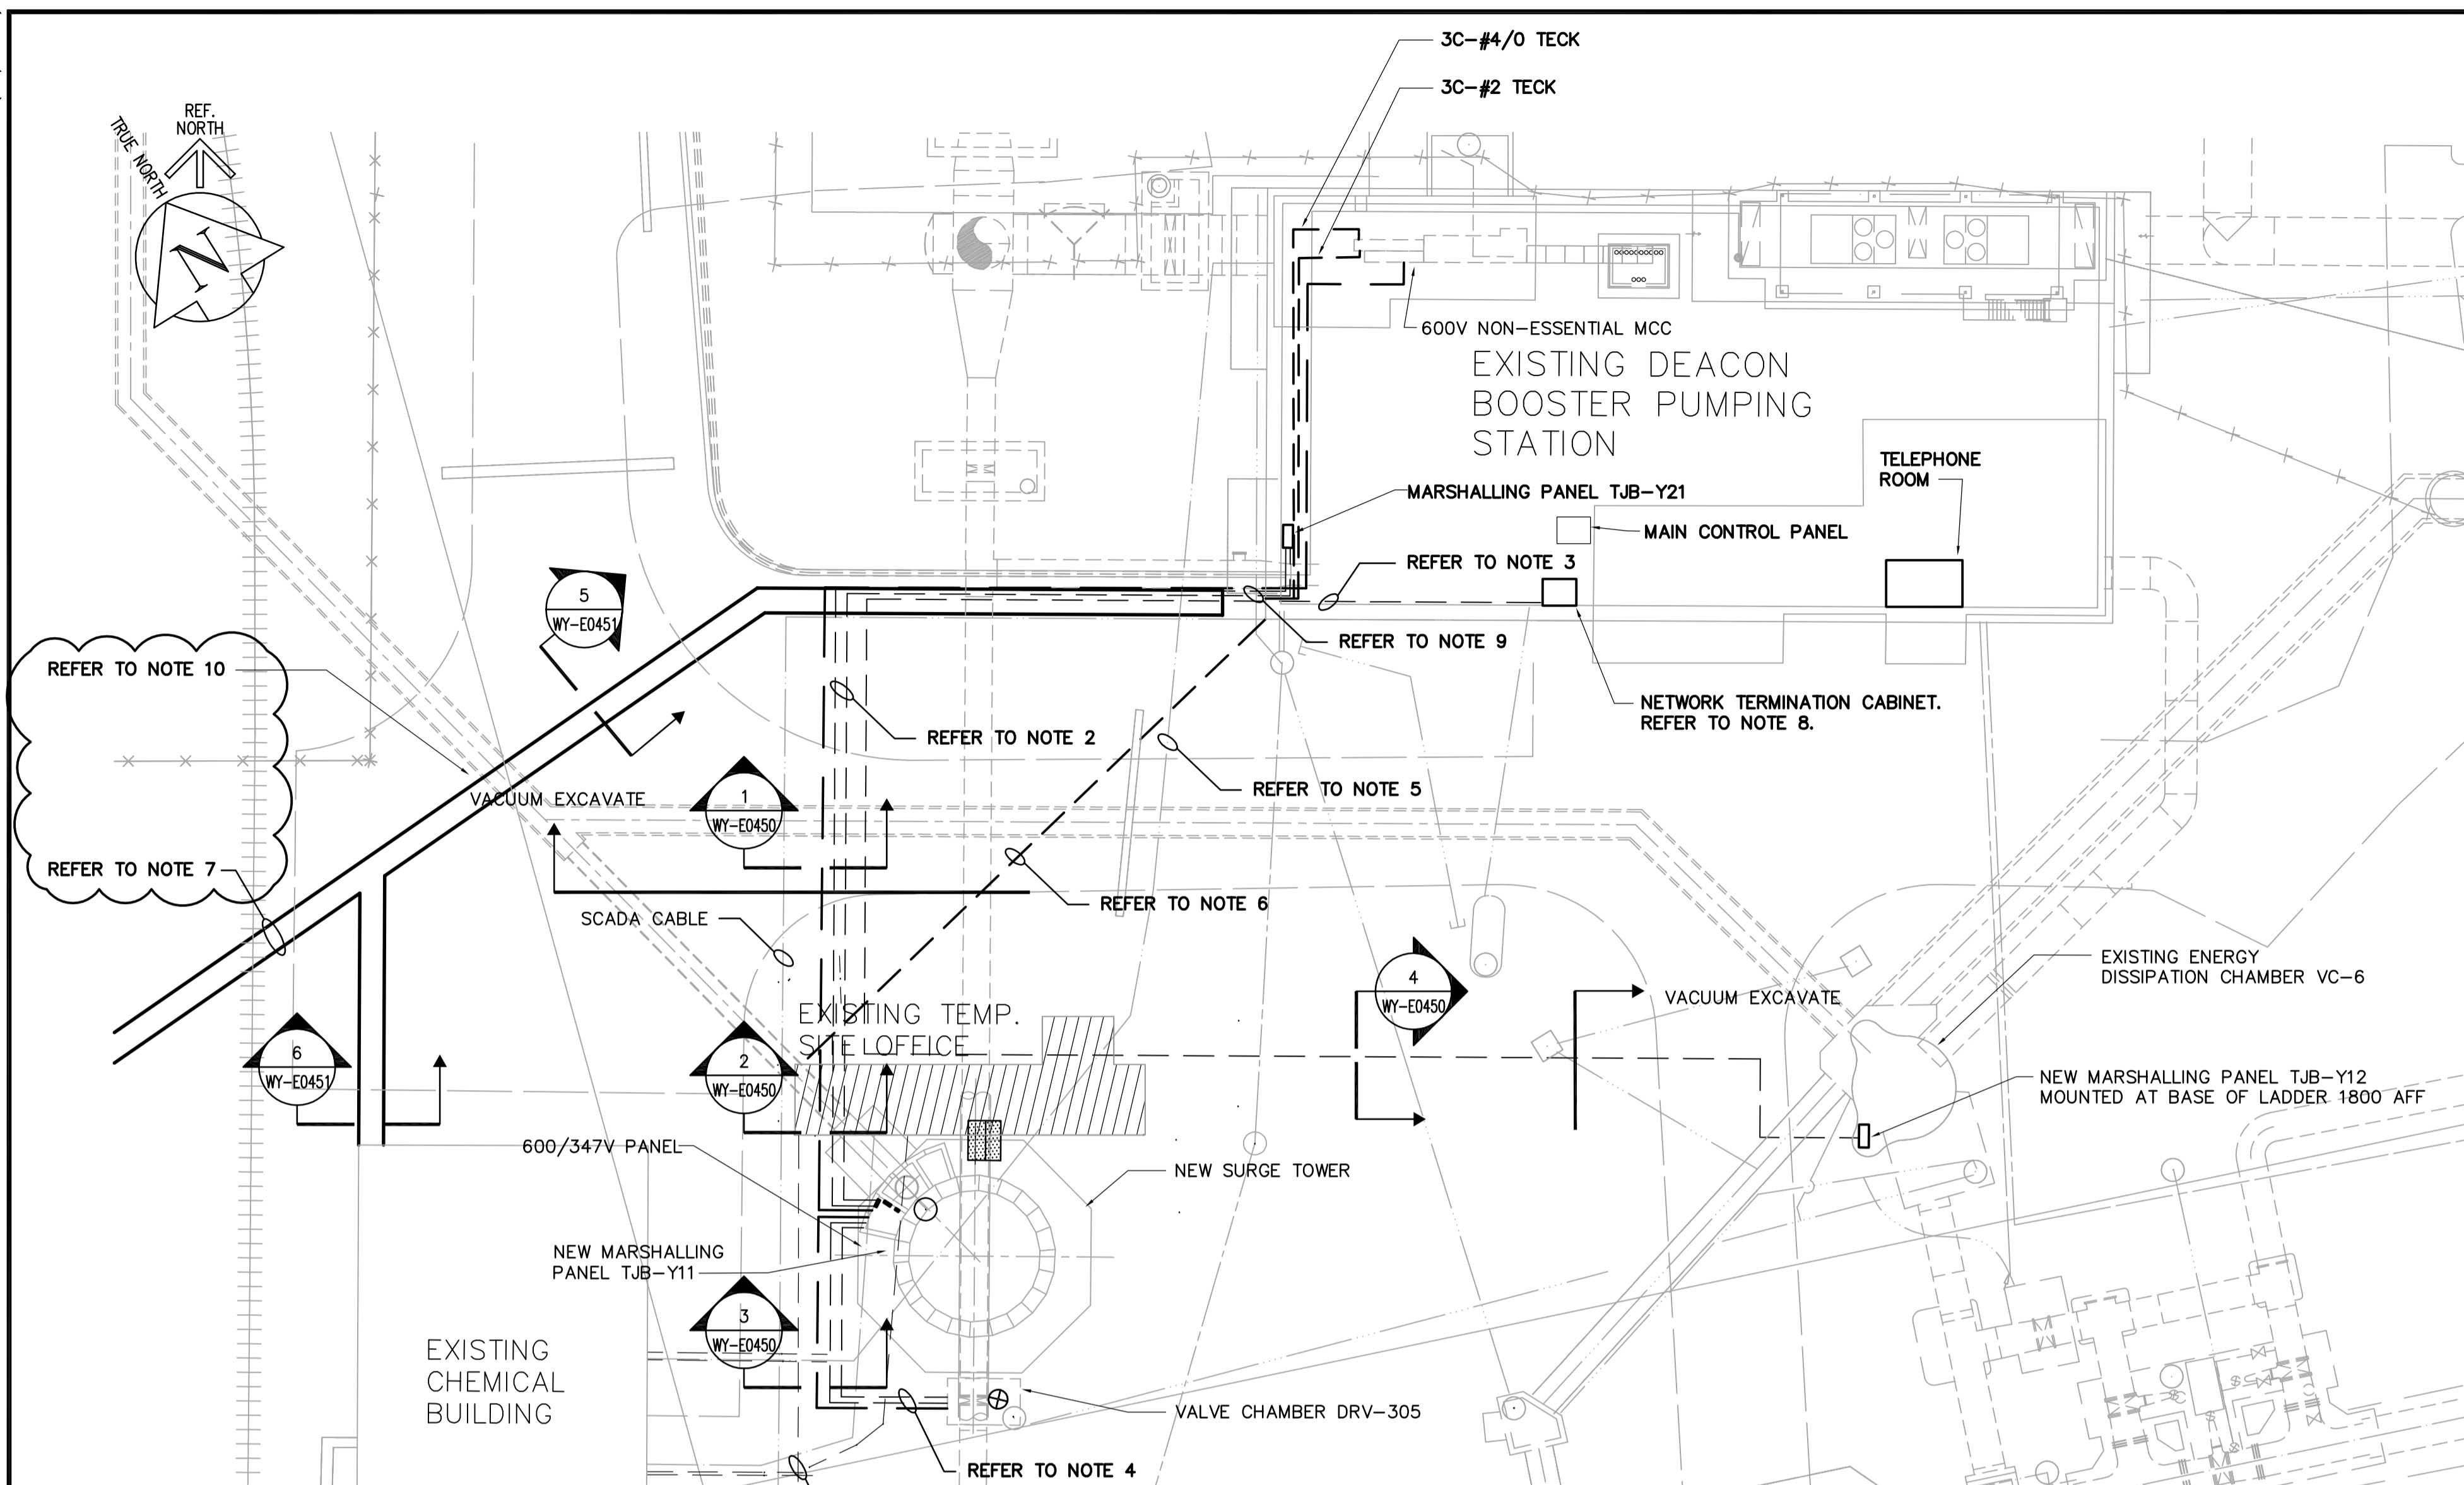 3C-#4/0 TECK
3C-#2 TECK
REF.
NORTH
TRUE NORTH
N
600V NON-ESSENTIAL MCC
EXISTING DEACON
BOOSTER PUMPING
STATION
TELEPHONE
ROOM
MARSHALLING PANEL TJB-Y21
MAIN CONTROL PANEL
REFER TO NOTE 3
5
WY-E0451
REFER TO NOTE 9
REFER TO NOTE 10
NETWORK TERMINATION CABINET.
REFER TO NOTE 8.
REFER TO NOTE 2
REFER TO NOTE 5
VACUUM EXCAVATE
1
WY-E0450
REFER TO NOTE 7
REFER TO NOTE 6
SCADA CABLE
EXISTING ENERGY
DISSIPATION CHAMBER VC-6
4
WY-E0450
VACUUM EXCAVATE
EXISTING TEMP.
SITE OFFICE
6
WY-E0451
2
WY-E0450
NEW MARSHALLING PANEL TJB-Y12
MOUNTED AT BASE OF LADDER 1800 AFF
600/347V PANEL
NEW SURGE TOWER
NEW MARSHALLING
PANEL TJB-Y11
3
WY-E0450
EXISTING
CHEMICAL
BUILDING
VALVE CHAMBER DRV-305
REFER TO NOTE 4